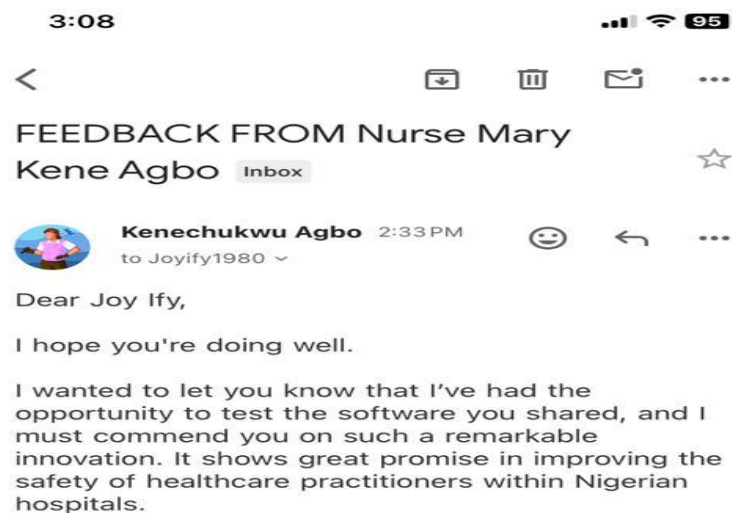 3:08
95
FEEDBACK FROM Nurse Mary
Kene Agbo Inbox
Kenechukwu Agbo 2:33 PM
to Joyify1980
Dear Joy Ify,
I hope you're doing well.
I wanted to let you know that I've had the
opportunity to test the software you shared, and I
must commend you on such a remarkable
innovation. It shows great promise in improving the
safety of healthcare practitioners within Nigerian
hospitals.